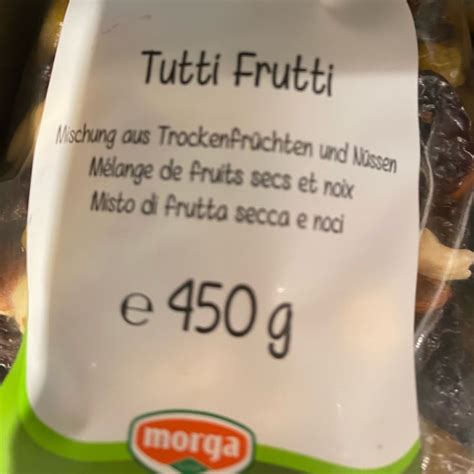 Tutti Frutti
Mischung aus Trockenfrüchten und Nüssen
Mélange de fruits secs et noix
Misto di frutta secca e noci
℮ 450 g
morga